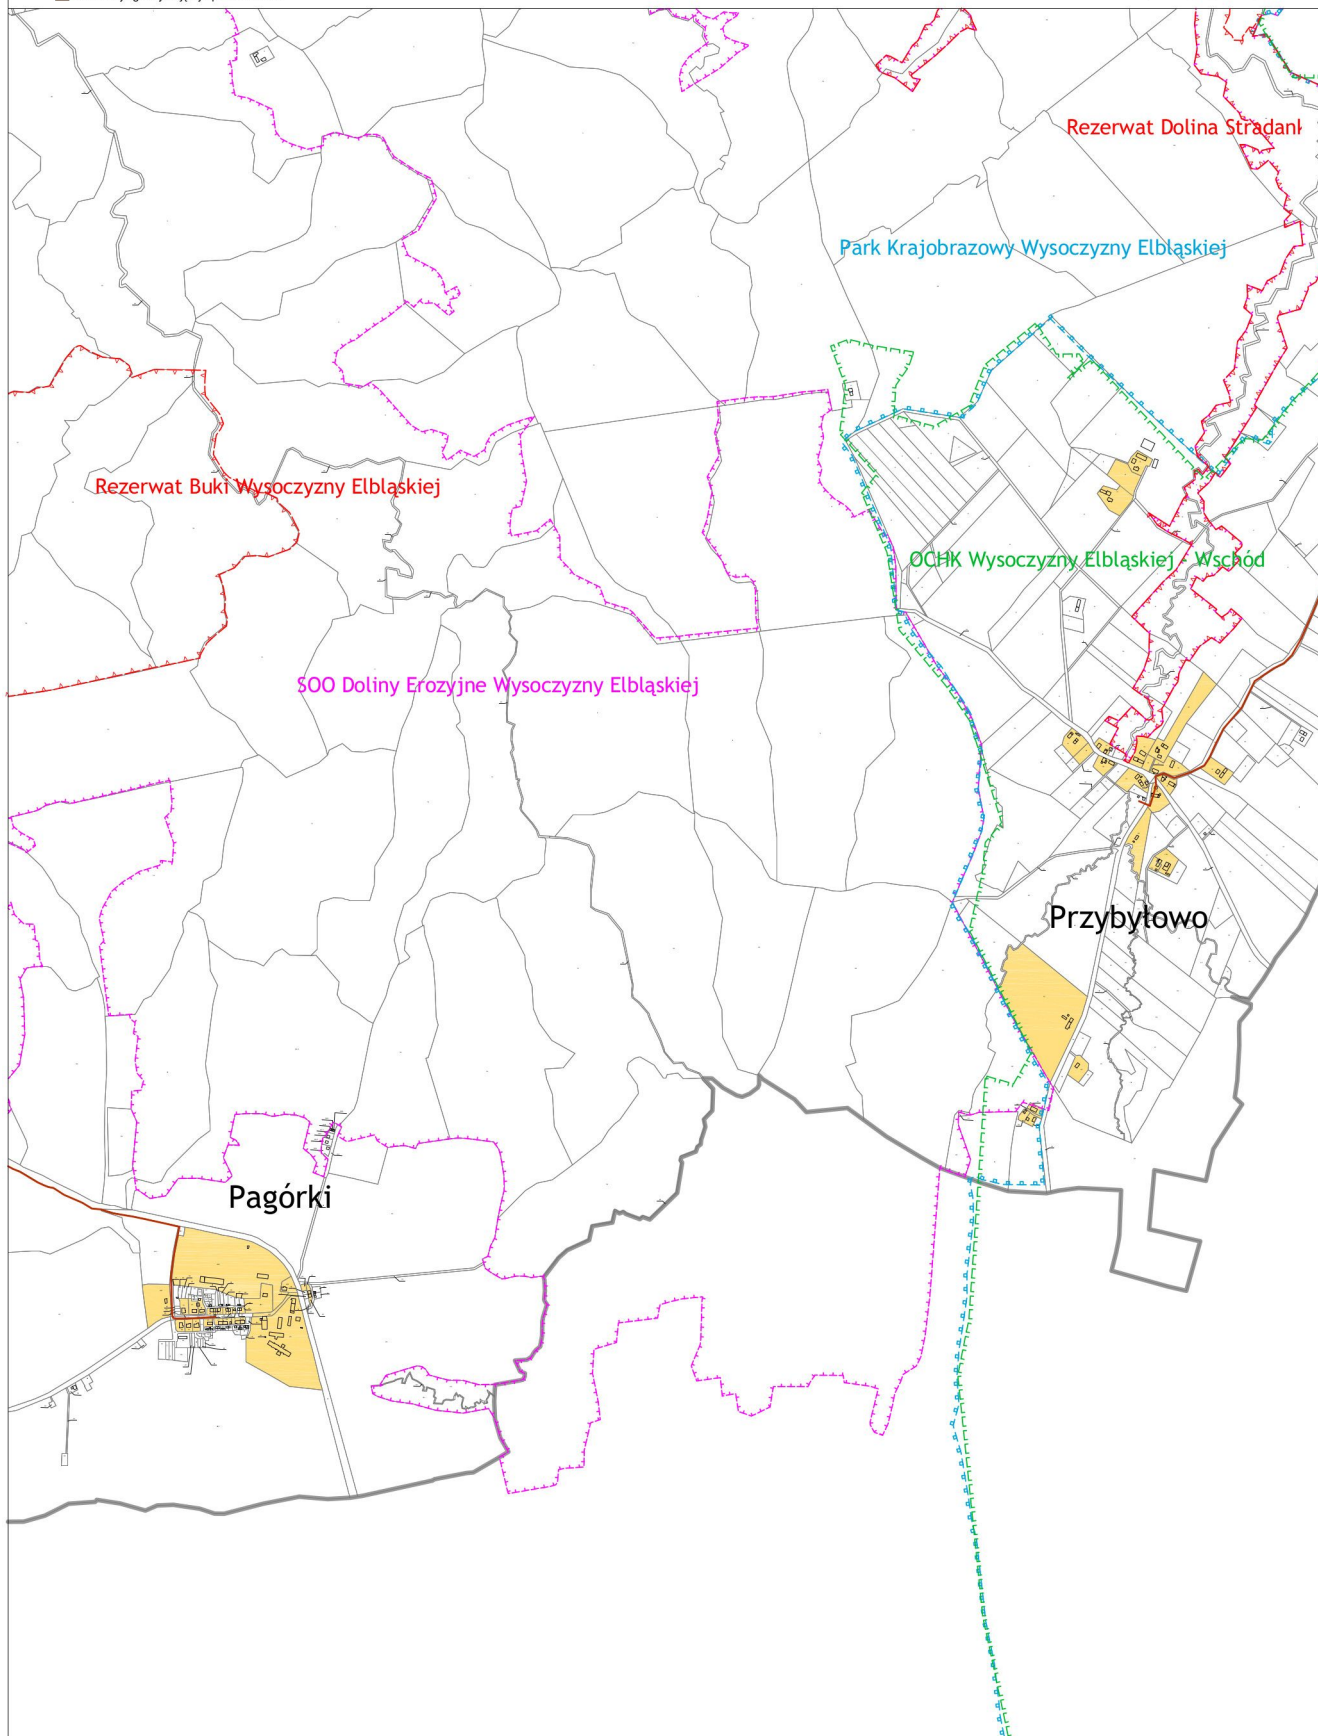 Rezerwat Dolina Stradank
Park Krajobrazowy Wysoczyzny Elbląskiej
Rezerwat Buki Wysoczyzny Elbląskiej
OCHK Wysoczyzny Elbląskiej - Wschód
SOO Doliny Erozyjne Wysoczyzny Elbląskiej
Przybyłowo
Pagórki